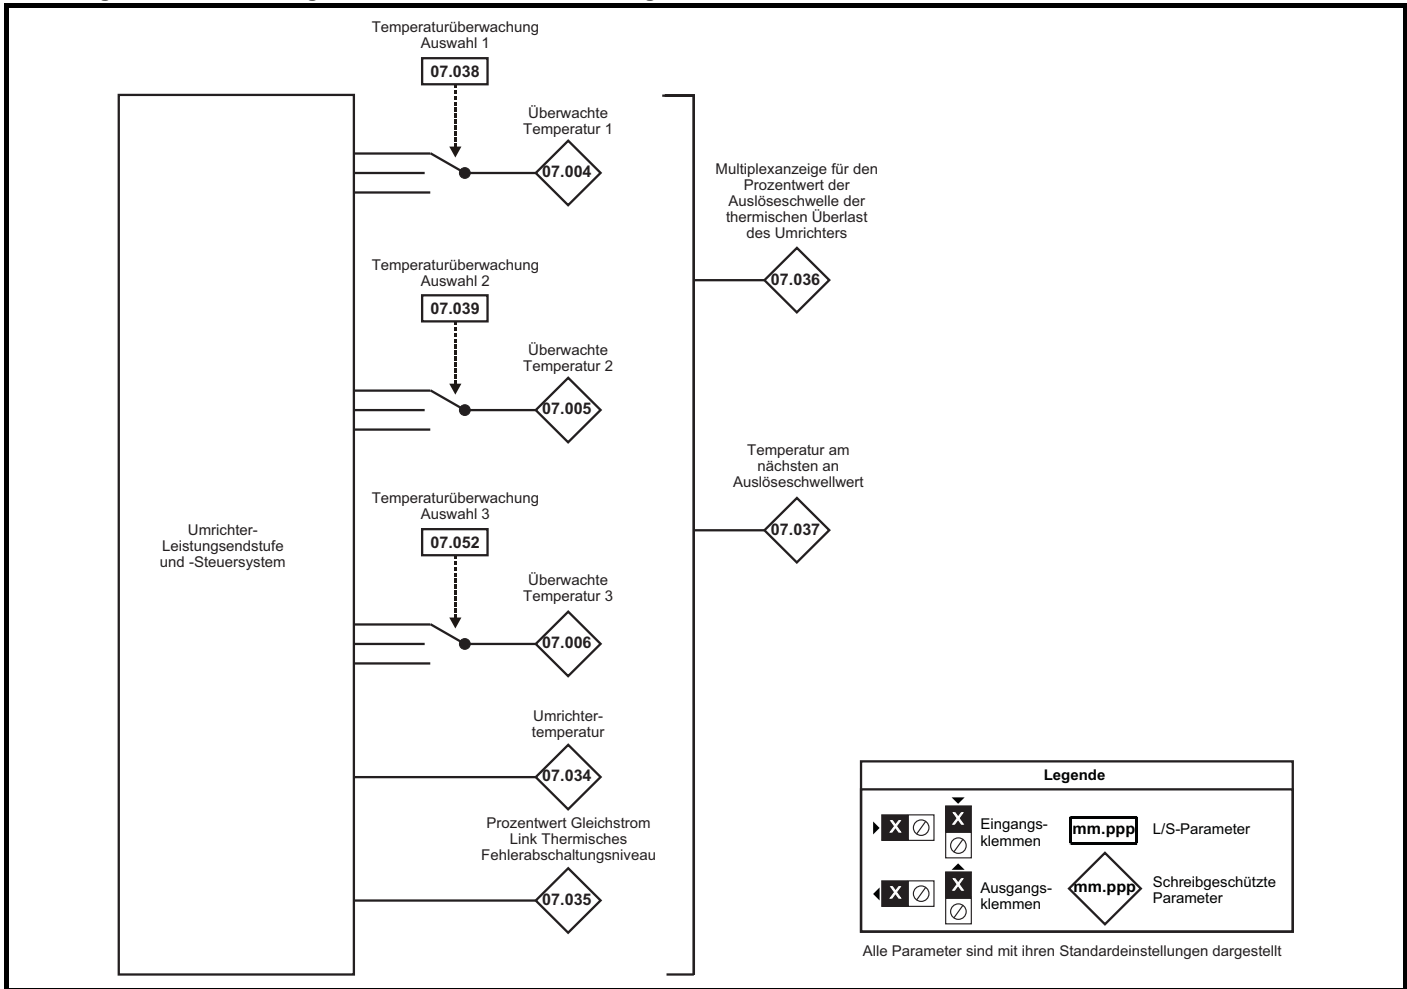 Temperaturüberwachung
Auswahl 1
07.038
Überwachte
Temperatur 1
07.004
Multiplexanzeige für den
Prozentwert der
Auslöseschwelle der
thermischen Überlast
des Umrichters
07.036
Temperaturüberwachung
Auswahl 2
07.039
Überwachte
Temperatur 2
07.005
Temperatur am
nächsten an
Auslöseschwellwert
07.037
Temperaturüberwachung
Auswahl 3
07.052
Umrichter-
Leistungsendstufe
und -Steuersystem
Überwachte
Temperatur 3
07.006
Umrichter-
temperatur
07.034
Prozentwert Gleichstrom
Link Thermisches
Fehlerabschaltungsniveau
07.035
Legende
X
X
Eingangs-
klemmen
mm.ppp
L/S-Parameter
X
X
Ausgangs-
klemmen
mm.ppp
Schreibgeschützte
Parameter
Alle Parameter sind mit ihren Standardeinstellungen dargestellt